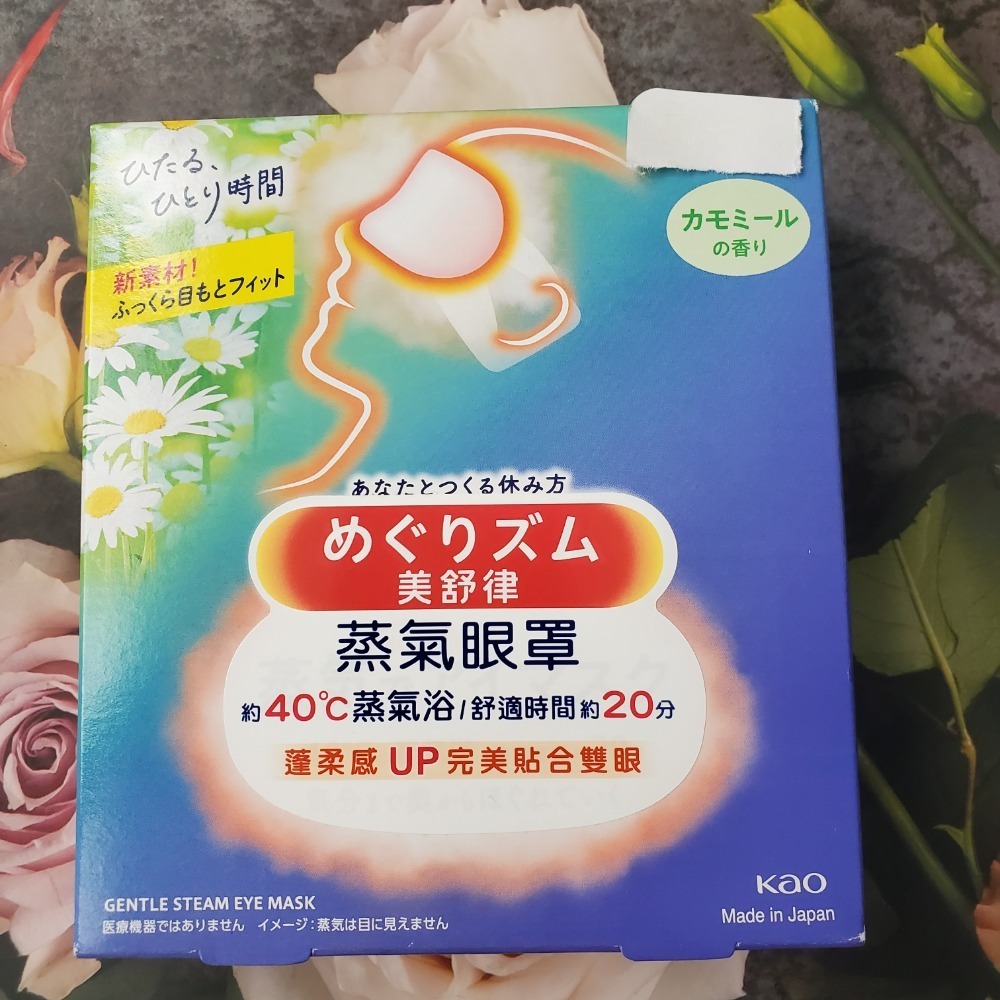 ひたる、
ひとり時間
新素材!
ふっくら目もとフィット
カモミール
の香り
あなたとつくる休み方
めぐりズム
美舒律
蒸氣眼罩
約40℃蒸氣浴/舒適時間約20分
蓬柔感 UP 完美貼合雙眼
Kao
Made in Japan
GENTLE STEAM EYE MASK
医療機器ではありません イメージ:蒸気は目に見えません